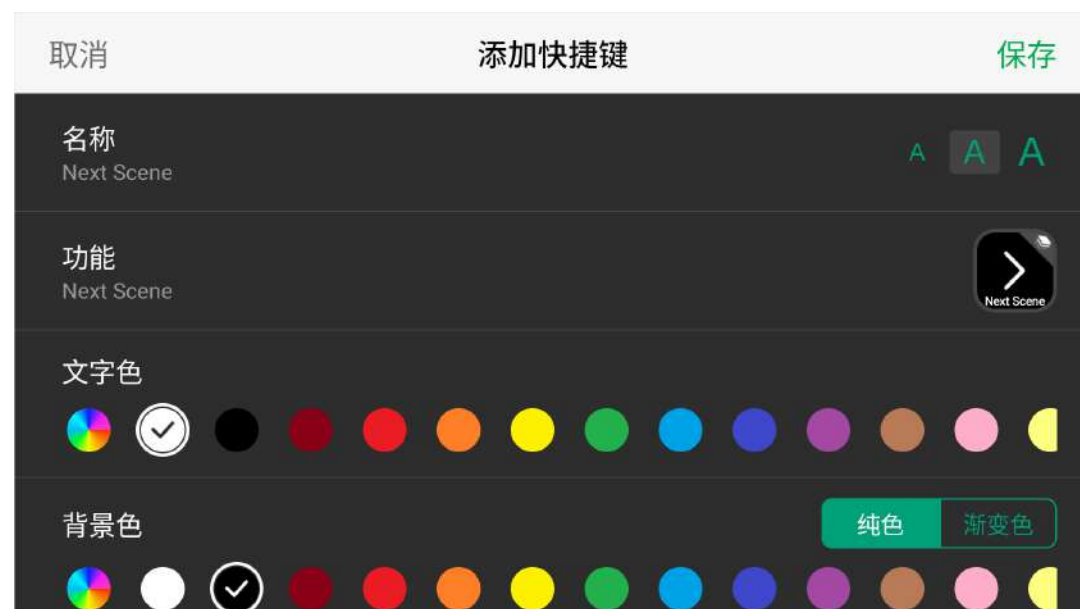 取消
添加快捷键
保存
名称
Next Scene
A A A
功能
Next Scene
Next Scene
文字色
背景色
纯色
渐变色